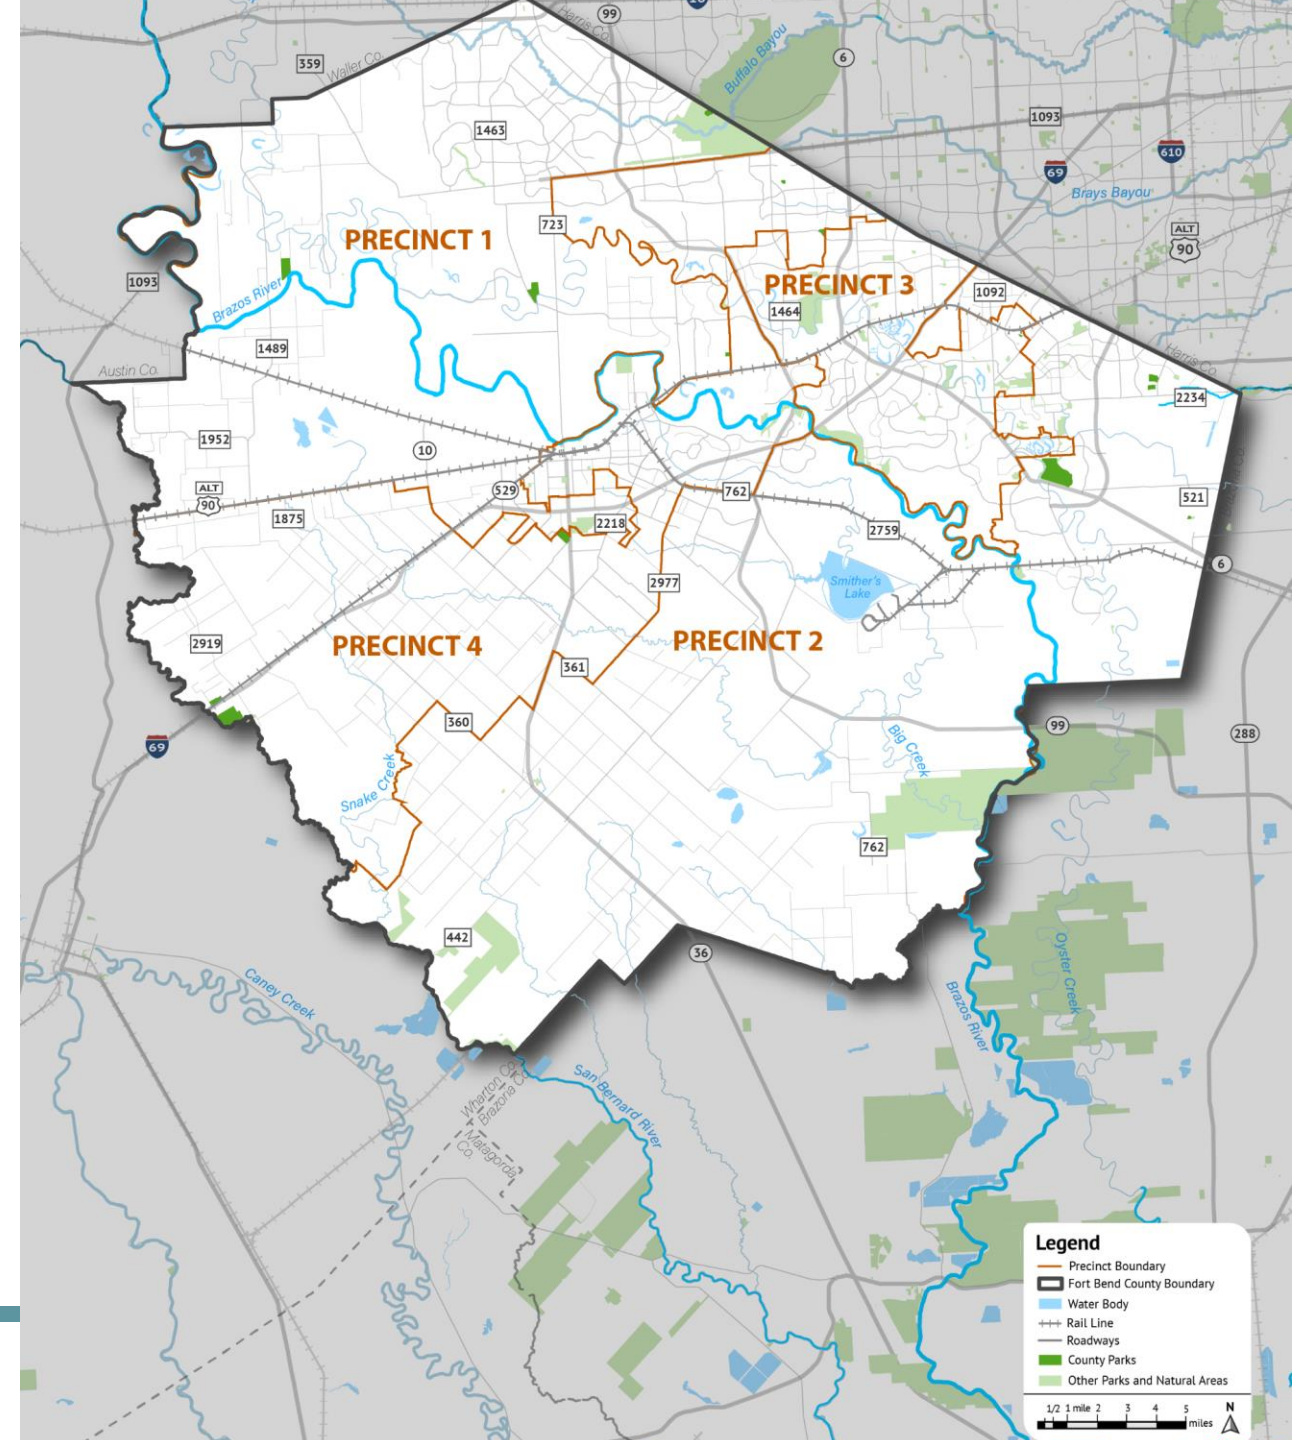 99
Harris Co.
6
359
Waller Co.
Buffalo Bayou
1463
1093
610
69
Brays Bayou
723
PRECINCT 1
ALT
90
1093
Brazos River
PRECINCT 3
1092
1464
1489
Austin Co.
Harris Co.
2234
1952
10
ALT
90
529
762
521
1875
2218
2759
6
2977
Smither's
Lake
2919
PRECINCT 4
PRECINCT 2
361
360
69
99
288
Big Creek
Snake Creek
762
442
36
Oyster Creek
Caney Creek
Brazos River
Wharton Co.
Brazoria Co.
San Bernard River
Matagorda
Co.
Legend
Precinct Boundary
Fort Bend County Boundary
Water Body
Rail Line
Roadways
County Parks
Other Parks and Natural Areas
1/2 1 mile 2 3 4 5
miles
N